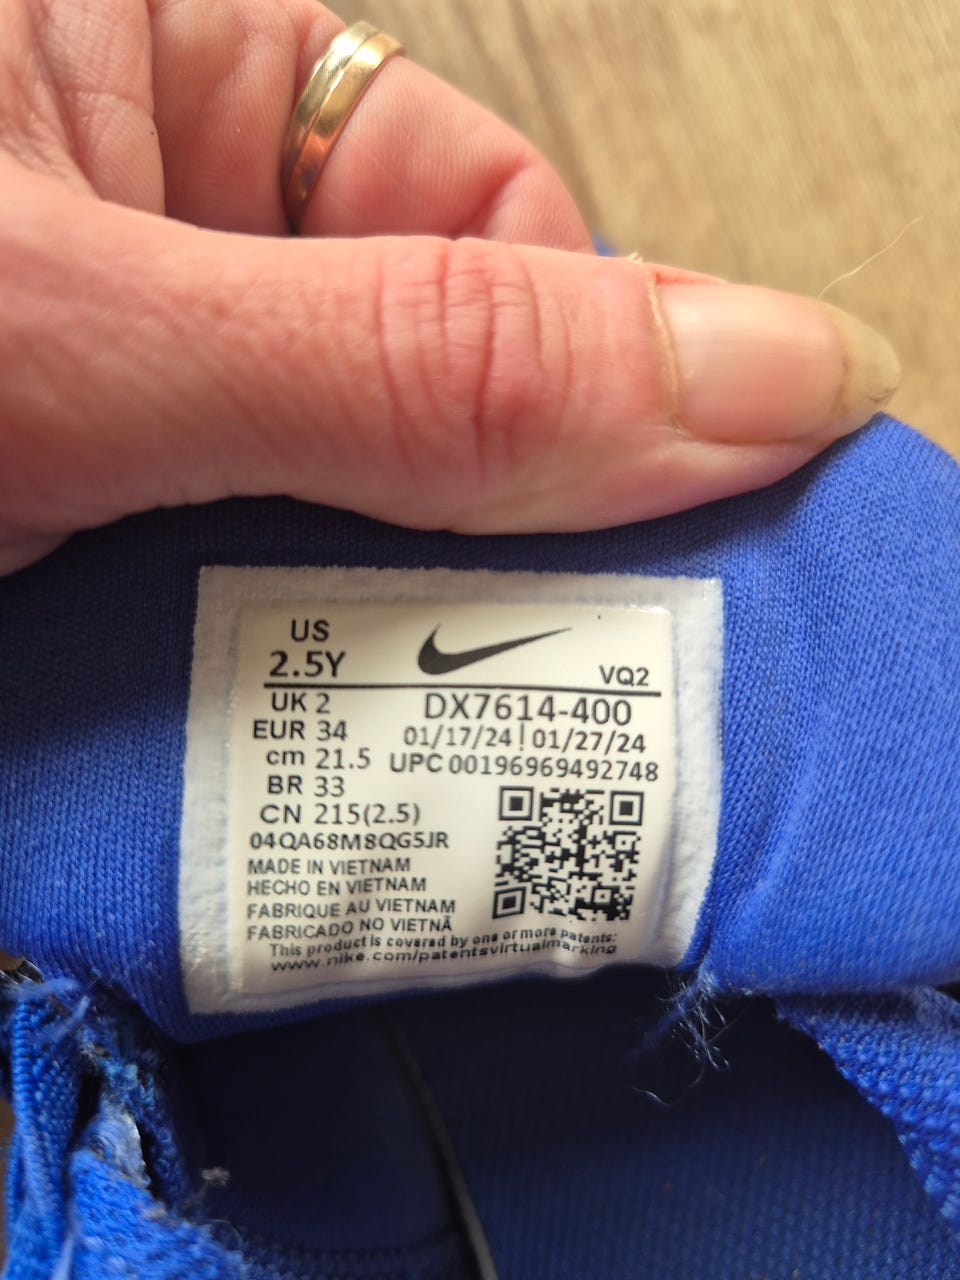 US
2.5Y
VQ2
UK 2
EUR 34
cm 21.5
BR 33
CN 215(2.5)
DX7614-400
01/17/24 | 01/27/24
UPC 00196969492748
04QA68M8QG5JR
MADE IN VIETNAM
HECHO EN VIETNAM
FABRIQUE AU VIETNAM
FABRICADO NO VIETNÃ
This product is covered by one or more patents:
www.nike.com/patentsvirtualmarking